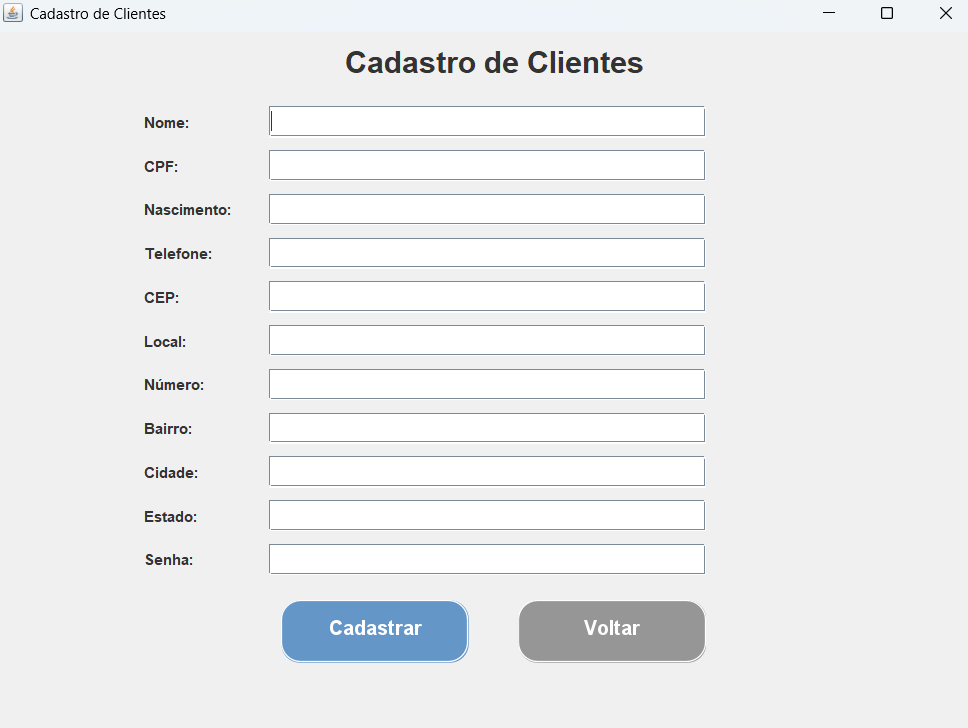 Cadastro de Clientes
Cadastro de Clientes
Nome:
CPF:
Nascimento:
Telefone:
CEP:
Local:
Número:
Bairro:
Cidade:
Estado:
Senha:
Cadastrar Voltar